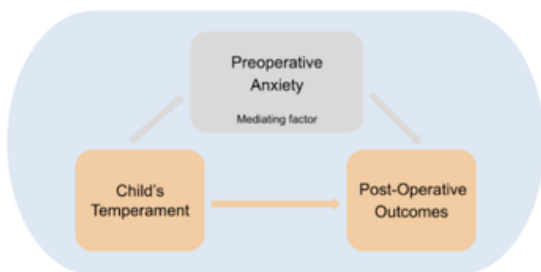 Preoperative
Anxiety
Mediating factor
Child's
Temperament
Post-Operative
Outcomes